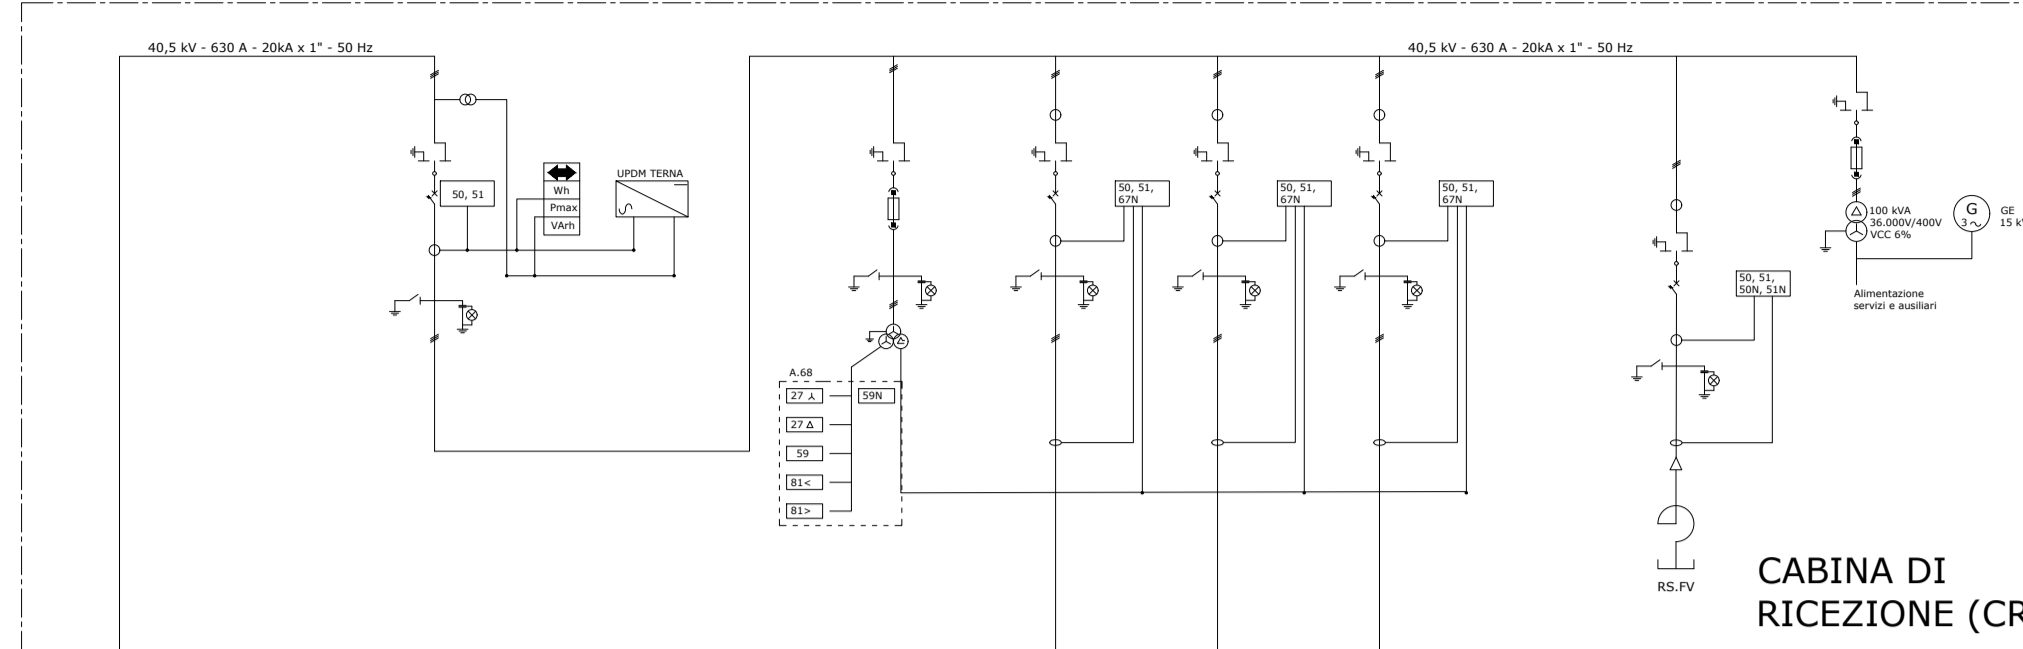 40,5 kV - 630 A - 20kA x 1" - 50 Hz
40,5 kV - 630 A - 20kA x 1" - 50 Hz
50, 51
Wh
Pmax
VArh
UPDM TERNA
50, 51,
67N
50, 51,
67N
50, 51,
67N
100 kVA
36.000V/400V
VCC 6%
G
3
GE
15 k
50, 51,
50N, 51N
Alimentazione
servizi e ausiliari
A.68
27
59N
27
59
81<
81>
RS.FV
CABINA DI
RICEZIONE (CR